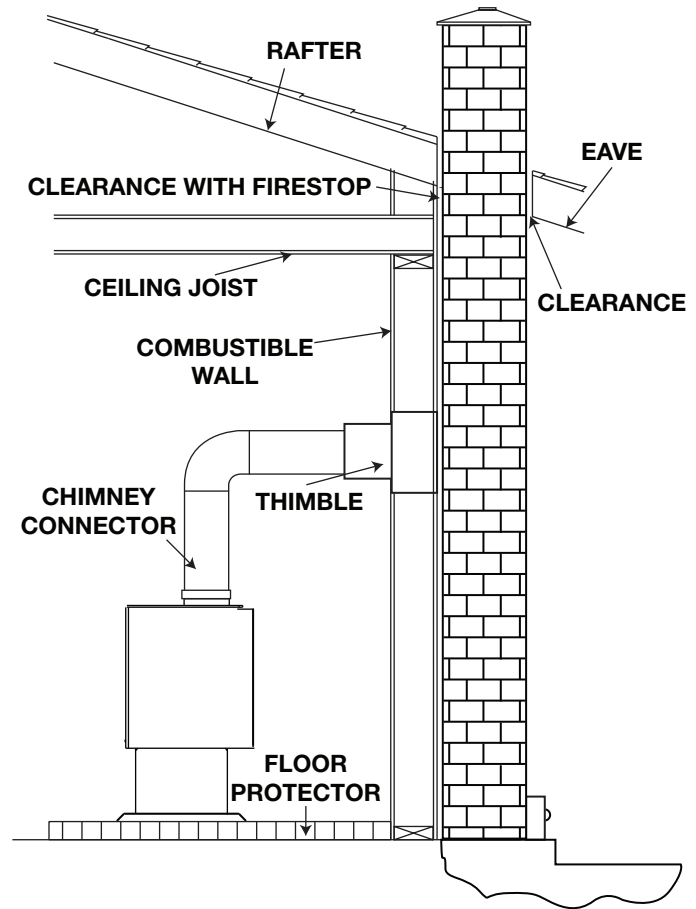 RAFTER
EAVE
CLEARANCE WITH FIRESTOP
CEILING JOIST
CLEARANCE
COMBUSTIBLE
WALL
CHIMNEY
CONNECTOR
THIMBLE
FLOOR
PROTECTOR